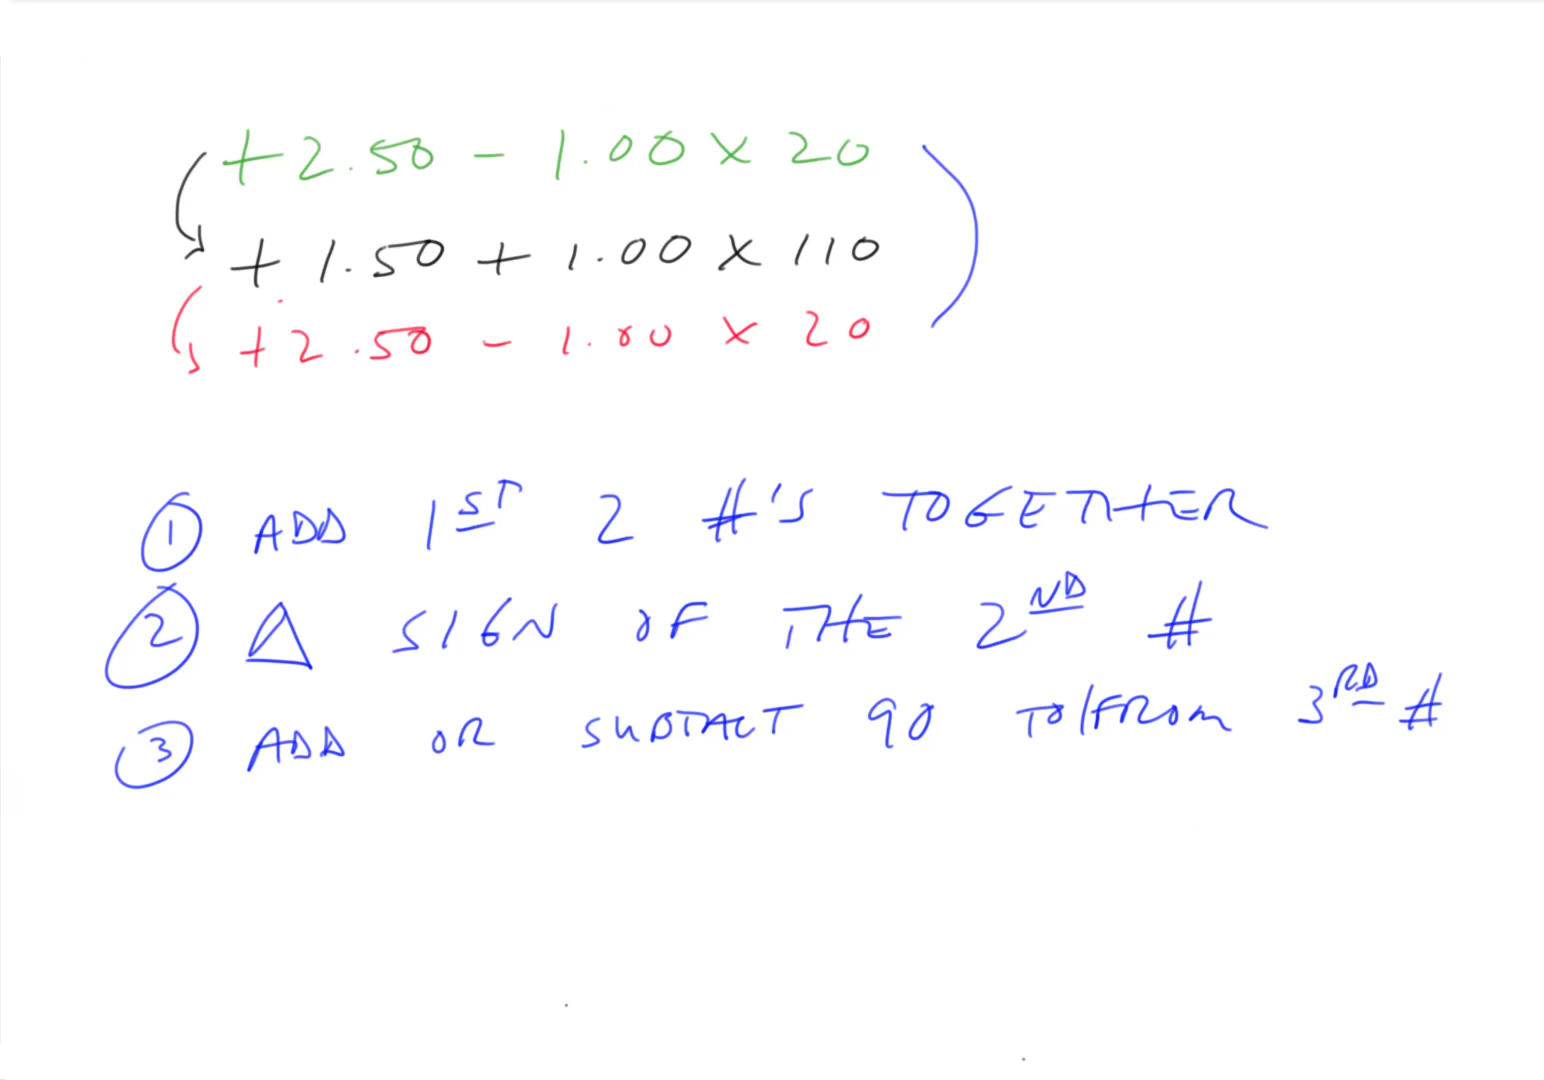 +2.50 - 1.00 x 20
+ 1.50 + 1.00 x 110
+2.50 - 1.00 x 20
1 ADD 1ST 2 #'S TOGETHER
2 Δ SIGN OF THE 2ND #
3 ADD OR SUBTACT 90 TO/FROM 3RD #